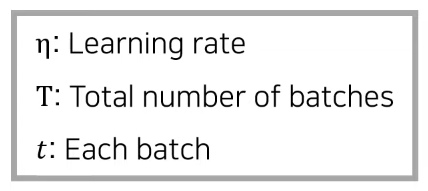 η: Learning rate
T: Total number of batches
t: Each batch